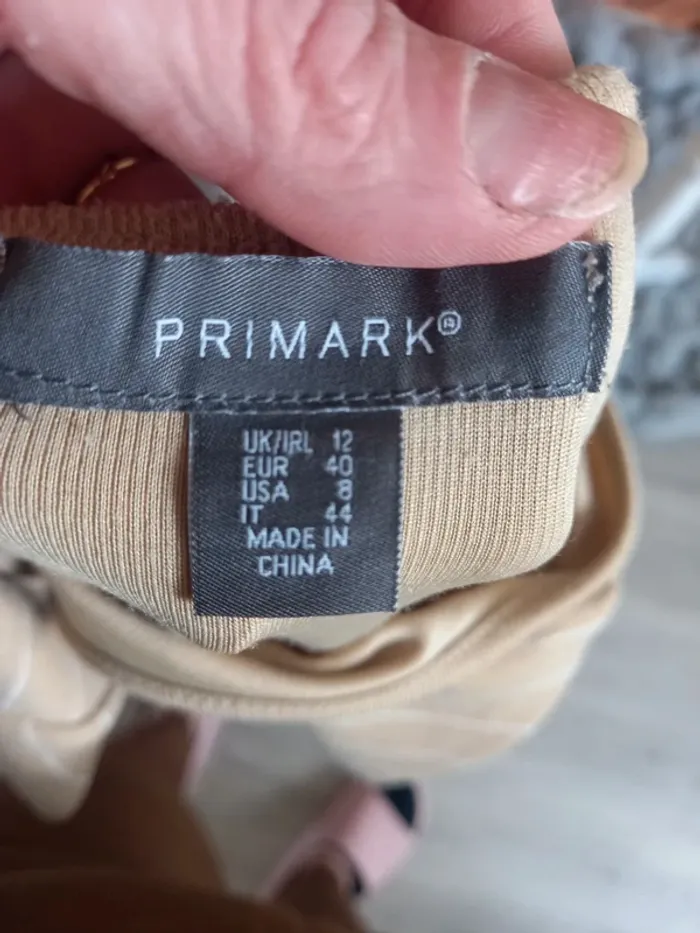 PRIMARK®
UK/IRL 12
EUR 40
USA 8
IT 44
MADE IN
CHINA